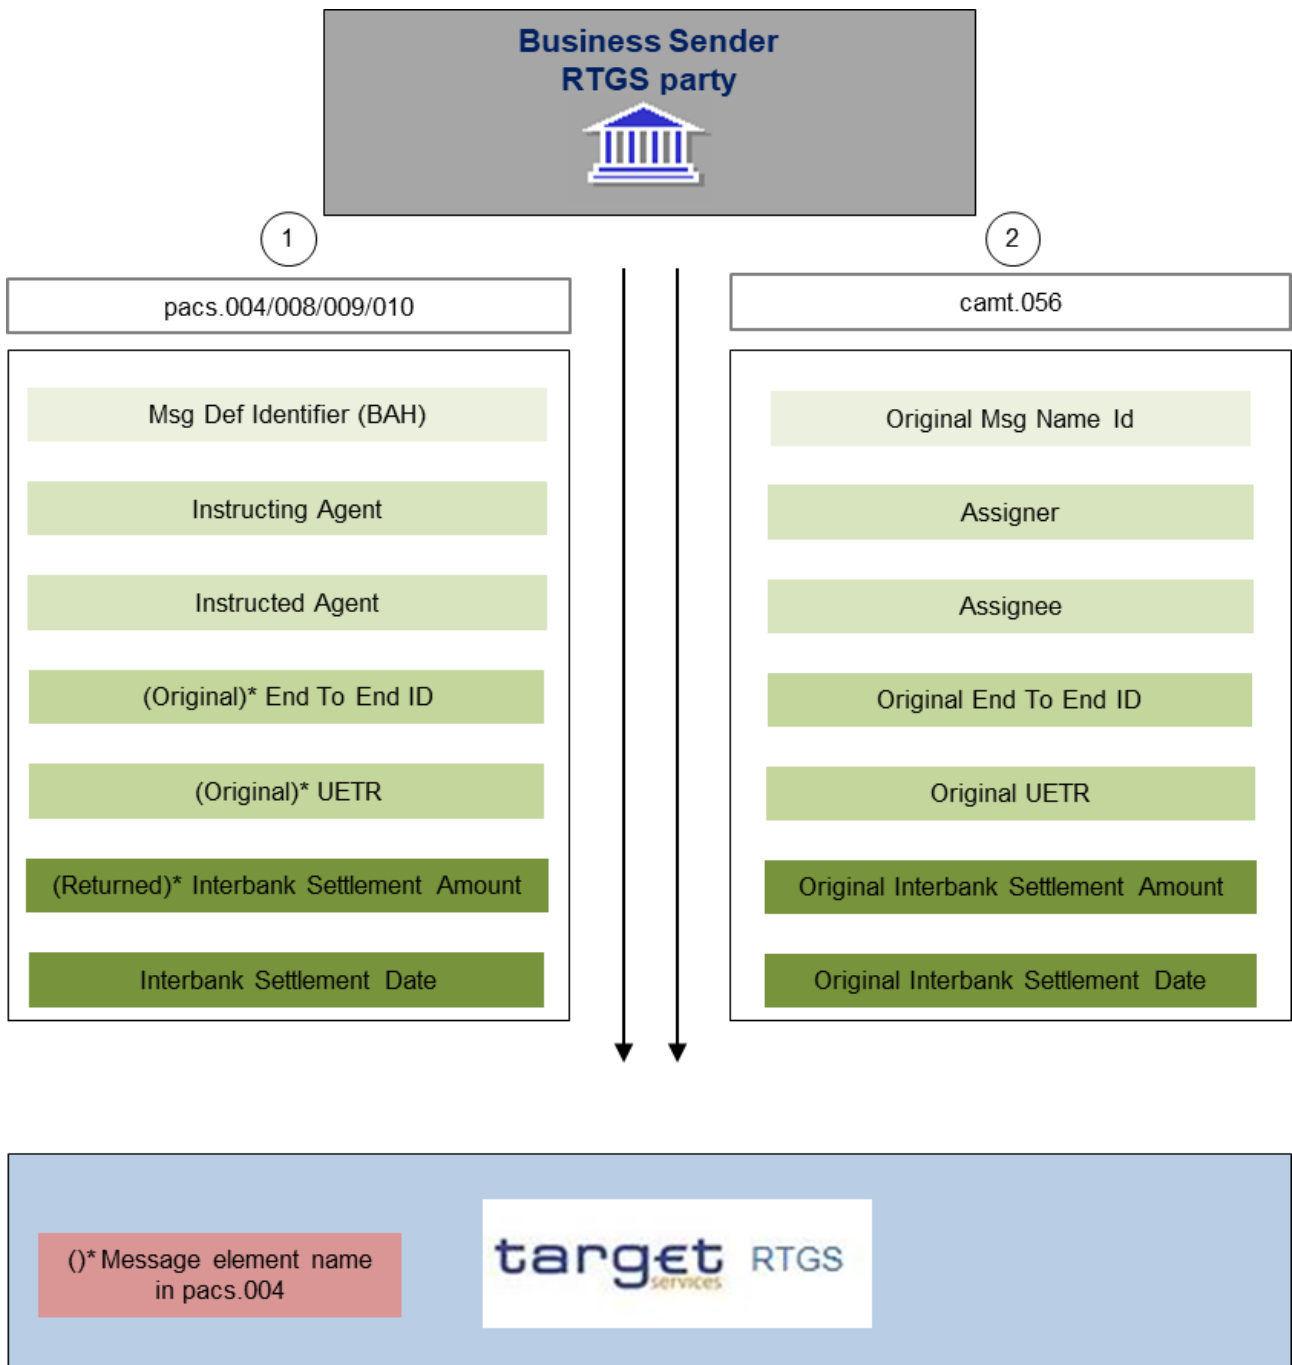 Business Sender
RTGS party
1
2
pacs.004/008/009/010
camt.056
Msg Def Identifier (BAH)
Original Msg Name Id
Instructing Agent
Assigner
Instructed Agent
Assignee
(Original)* End To End ID
Original End To End ID
(Original)* UETR
Original UETR
(Returned)* Interbank Settlement Amount
Original Interbank Settlement Amount
Interbank Settlement Date
Original Interbank Settlement Date
()* Message element name
in pacs.004
targ€t RTGS
services